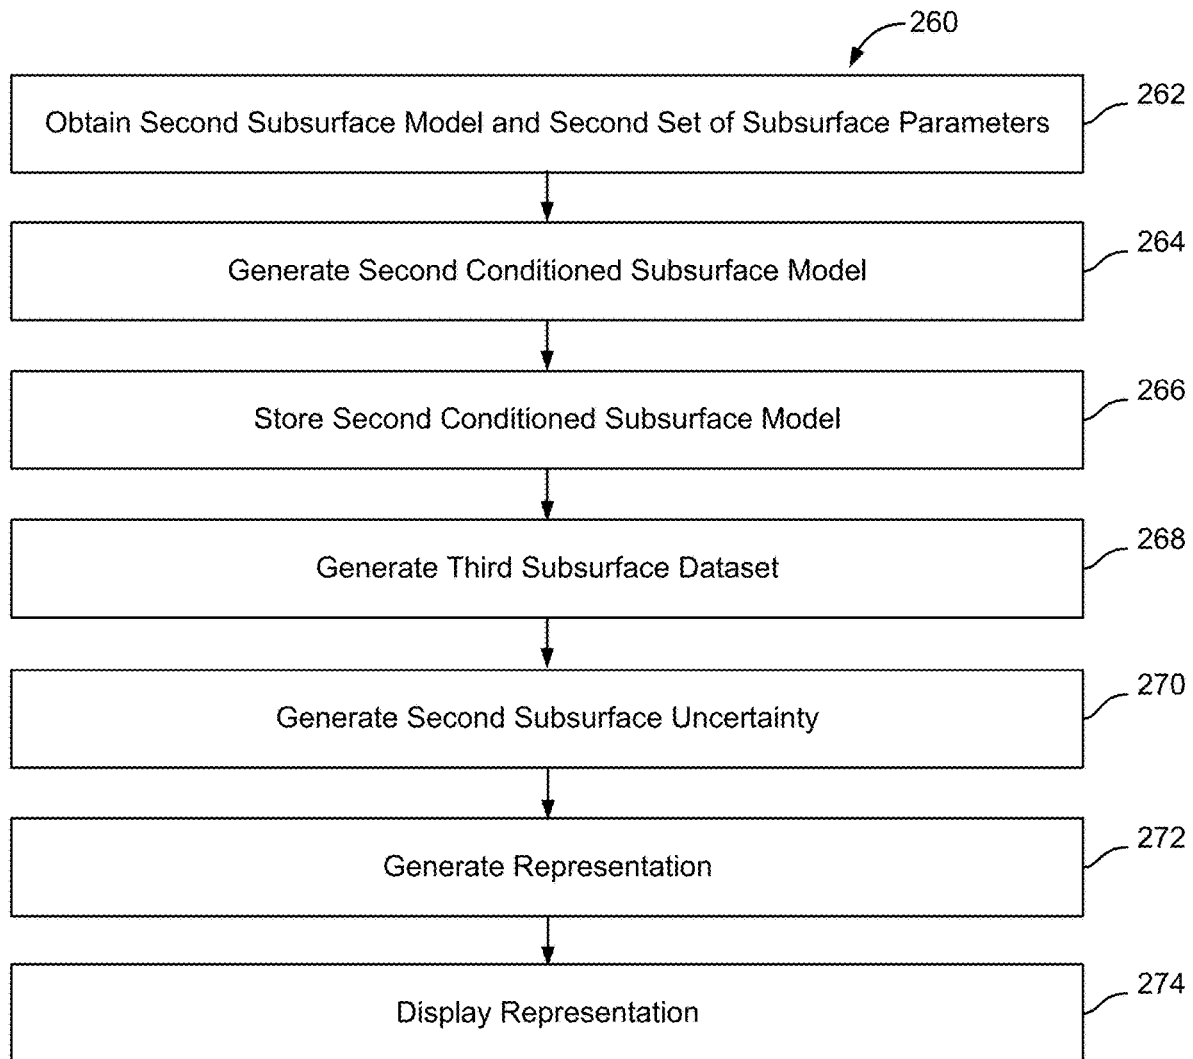 260
Obtain Second Subsurface Model and Second Set of Subsurface Parameters
262
Generate Second Conditioned Subsurface Model
264
Store Second Conditioned Subsurface Model
266
Generate Third Subsurface Dataset
268
Generate Second Subsurface Uncertainty
270
Generate Representation
272
Display Representation
274